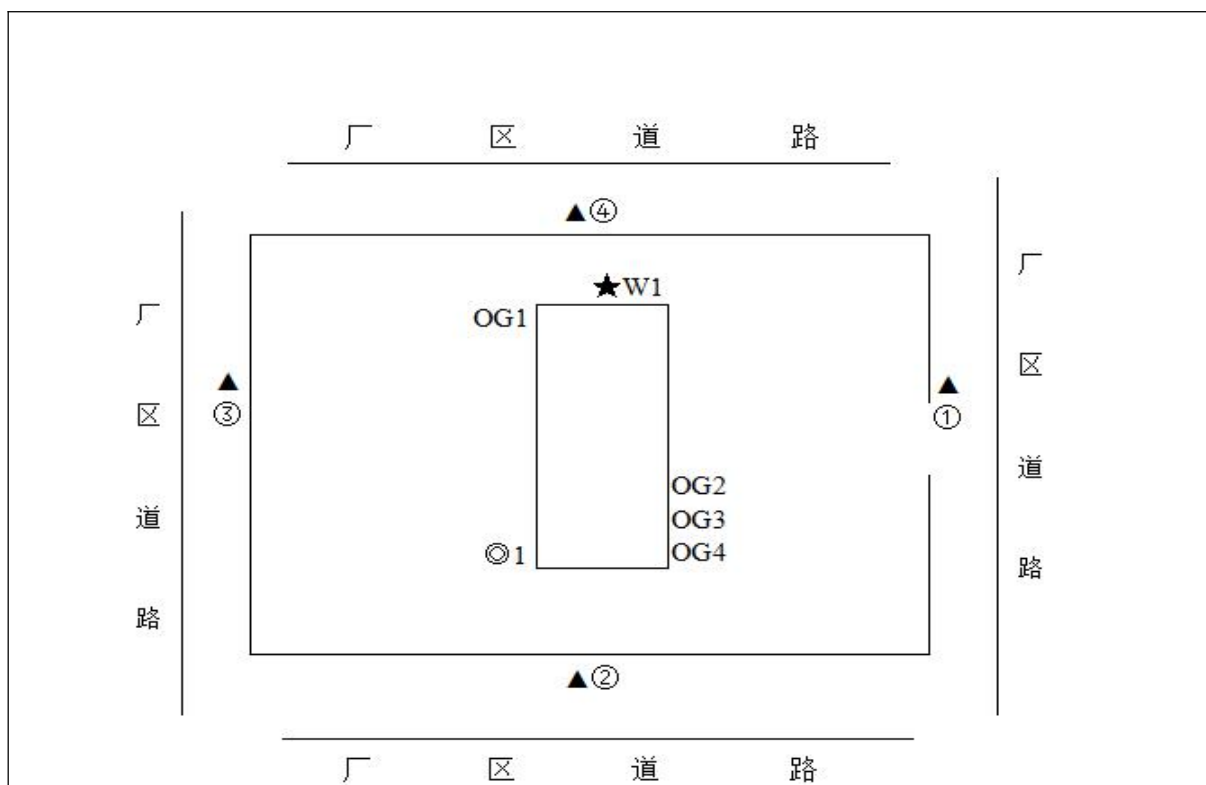 厂 区 道 路
▲④
★W1
OG1
厂 区 道 路
▲
③
▲
①
厂 区 道 路
OG2
OG3
OG4
◎1
▲②
厂 区 道 路